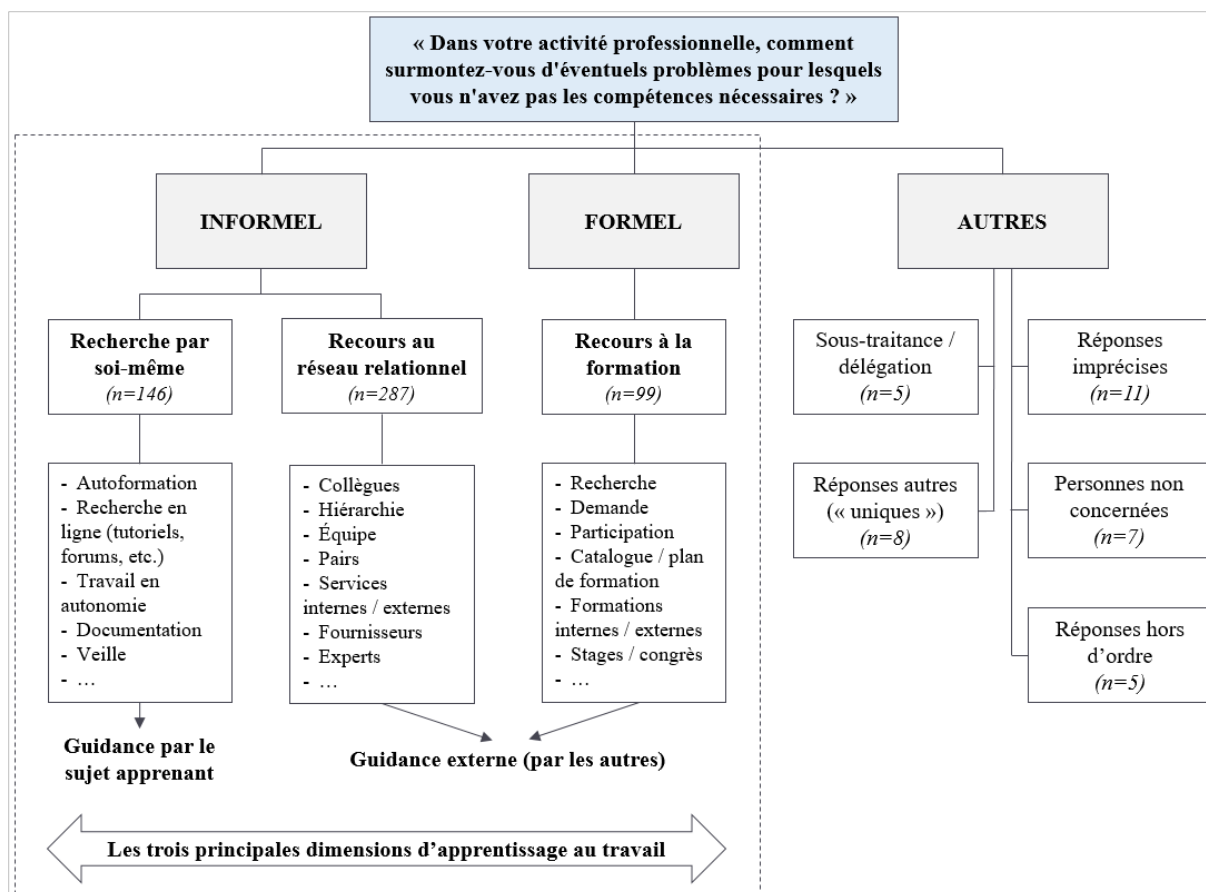 « Dans votre activité professionnelle, comment
surmontez-vous d'éventuels problèmes pour lesquels
vous n'avez pas les compétences nécessaires ? »
INFORMEL
FORMEL
AUTRES
Recherche par
soi-même
(n=146)
Recours au
réseau relationnel
(n=287)
Recours à la
formation
(n=99)
Sous-traitance /
délégation
(n=5)
Réponses
imprécises
(n=11)
- Autoformation
- Recherche en
ligne (tutoriels,
forums, etc.)
- Travail en
autonomie
- Documentation
- Veille
- …
- Collègues
- Hiérarchie
- Équipe
- Pairs
- Services
internes / externes
- Fournisseurs
- Experts
- …
- Recherche
- Demande
- Participation
- Catalogue / plan
de formation
- Formations
internes / externes
- Stages / congrès
- …
Réponses autres
(« uniques »)
(n=8)
Personnes non
concernées
(n=7)
Réponses hors
d’ordre
(n=5)
Guidance par le
sujet apprenant
Guidance externe (par les autres)
Les trois principales dimensions d’apprentissage au travail